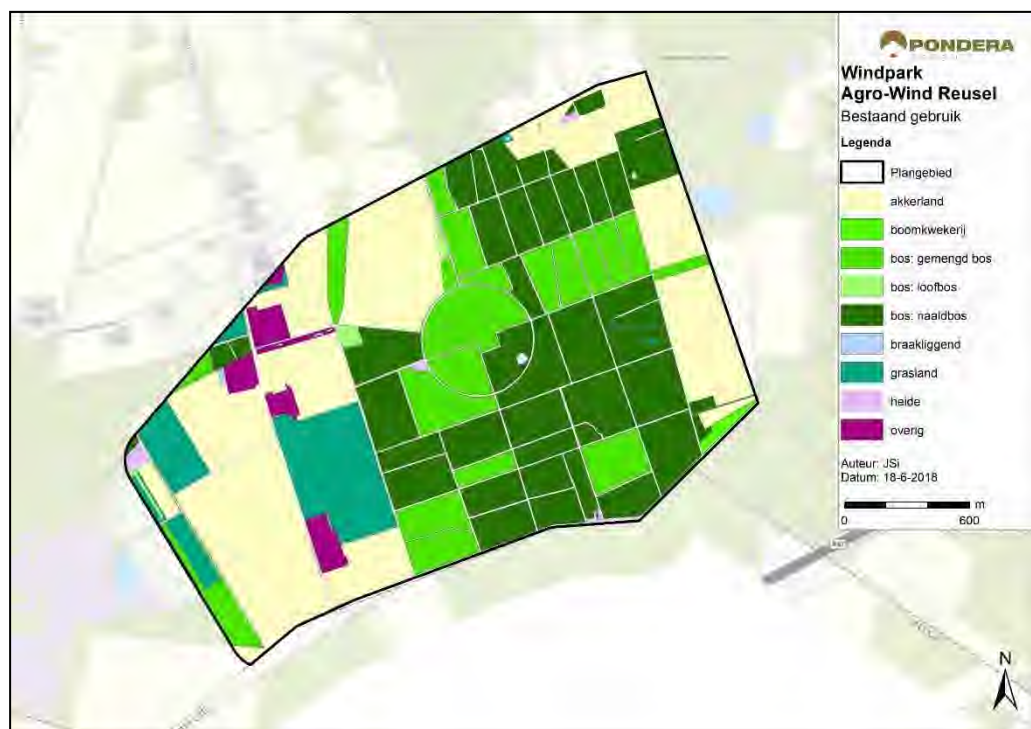 PONDERA
Windpark
Agro-Wind Reusel
Bestaand gebruik
Legenda
Plangebied
akkerland
boomkwekerij
bos: gemengd bos
bos: loofbos
bos: naaldbos
braakliggend
grasland
heide
overig
Auteur: JSi
Datum: 18-6-2018
m
0 600
N